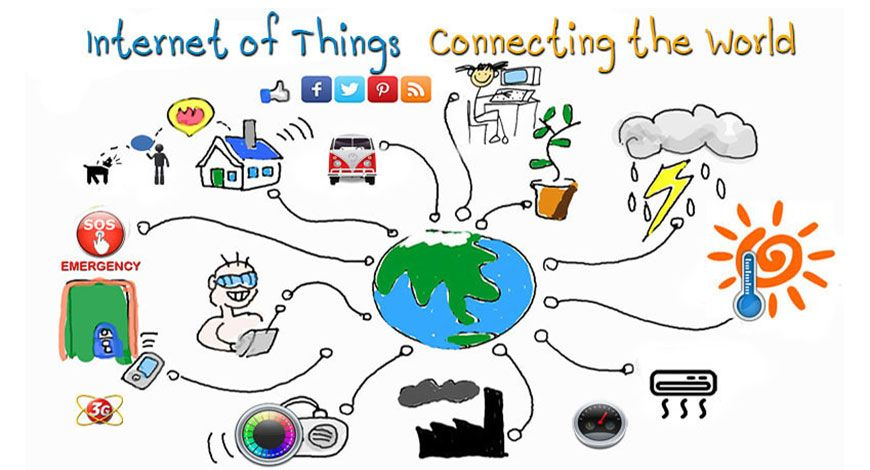 Internet of Things Connecting the World
f
P
SOS
EMERGENCY
3G